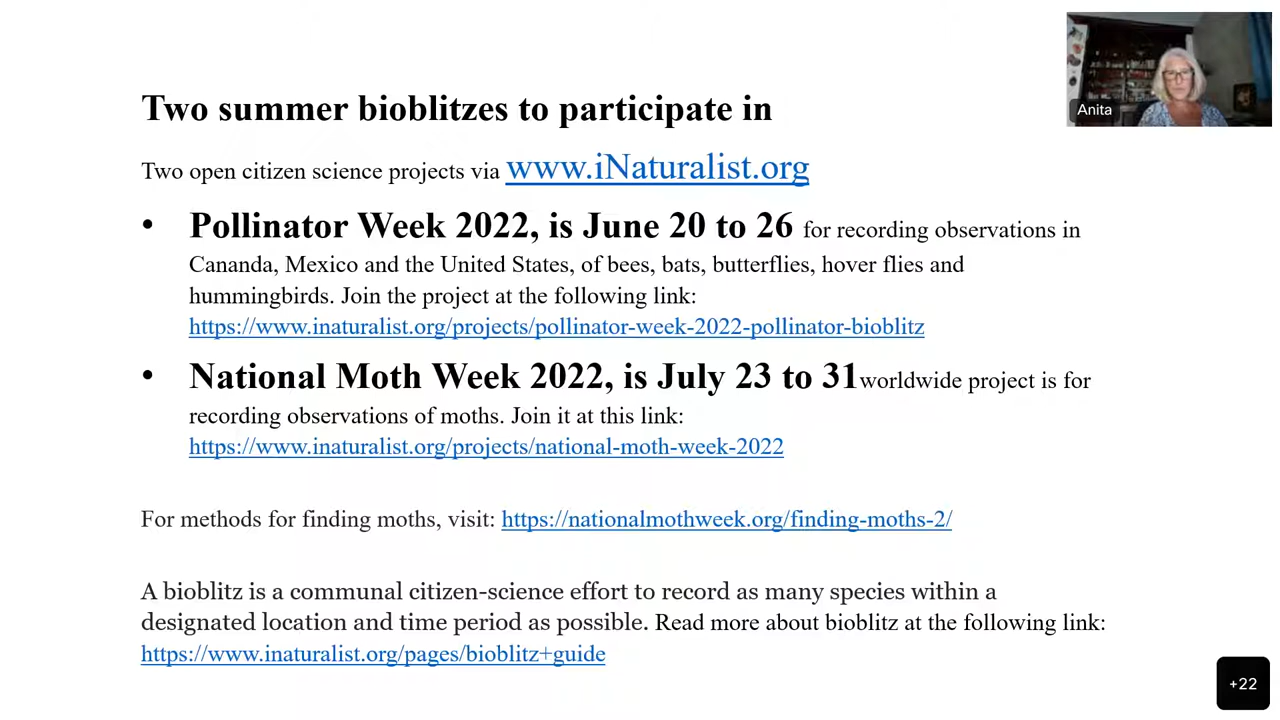 Two summer bioblitzes to participate in
Two open citizen science projects via www.iNaturalist.org
• Pollinator Week 2022, is June 20 to 26 for recording observations in
Cananda, Mexico and the United States, of bees, bats, butterflies, hover flies and
hummingbirds. Join the project at the following link:
https://www.inaturalist.org/projects/pollinator-week-2022-pollinator-bioblitz
• National Moth Week 2022, is July 23 to 31worldwide project is for
recording observations of moths. Join it at this link:
https://www.inaturalist.org/projects/national-moth-week-2022
For methods for finding moths, visit: https://nationalmothweek.org/finding-moths-2/
A bioblitz is a communal citizen-science effort to record as many species within a
designated location and time period as possible. Read more about bioblitz at the following link:
https://www.inaturalist.org/pages/bioblitz+guide
Anita
+22